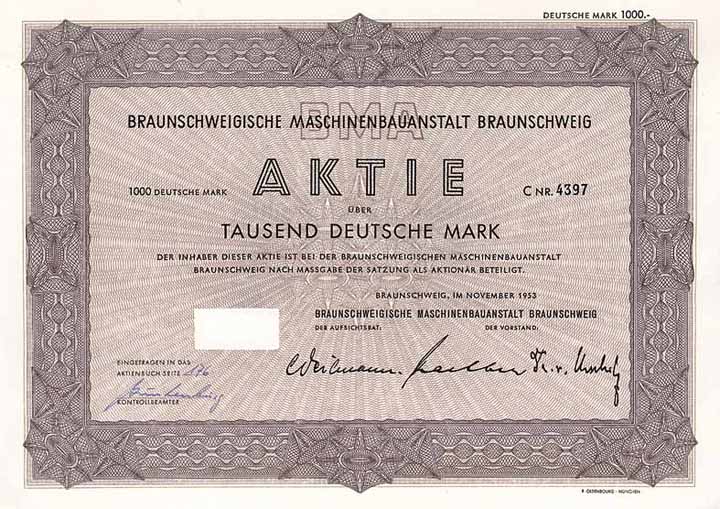 DEUTSCHE MARK 1000.-
BMA
BRAUNSCHWEIGISCHE MASCHINENBAUANSTALT BRAUNSCHWEIG
AKTIE
1000 DEUTSCHE MARK
C NR. 4397
ÜBER
TAUSEND DEUTSCHE MARK
DER INHABER DIESER AKTIE IST BEI DER BRAUNSCHWEIGISCHEN MASCHINENBAUANSTALT
BRAUNSCHWEIG NACH MASSGABE DER SATZUNG ALS AKTIONÄR BETEILIGT.
BRAUNSCHWEIG, IM NOVEMBER 1953
BRAUNSCHWEIGISCHE MASCHINENBAUANSTALT BRAUNSCHWEIG
DER AUFSICHTSRAT:
DER VORSTAND:
EINGETRAGEN IN DAS
AKTIENBUCH SEITE
KONTROLLBEAMTER
R. OLDENBOURG · MÜNCHEN